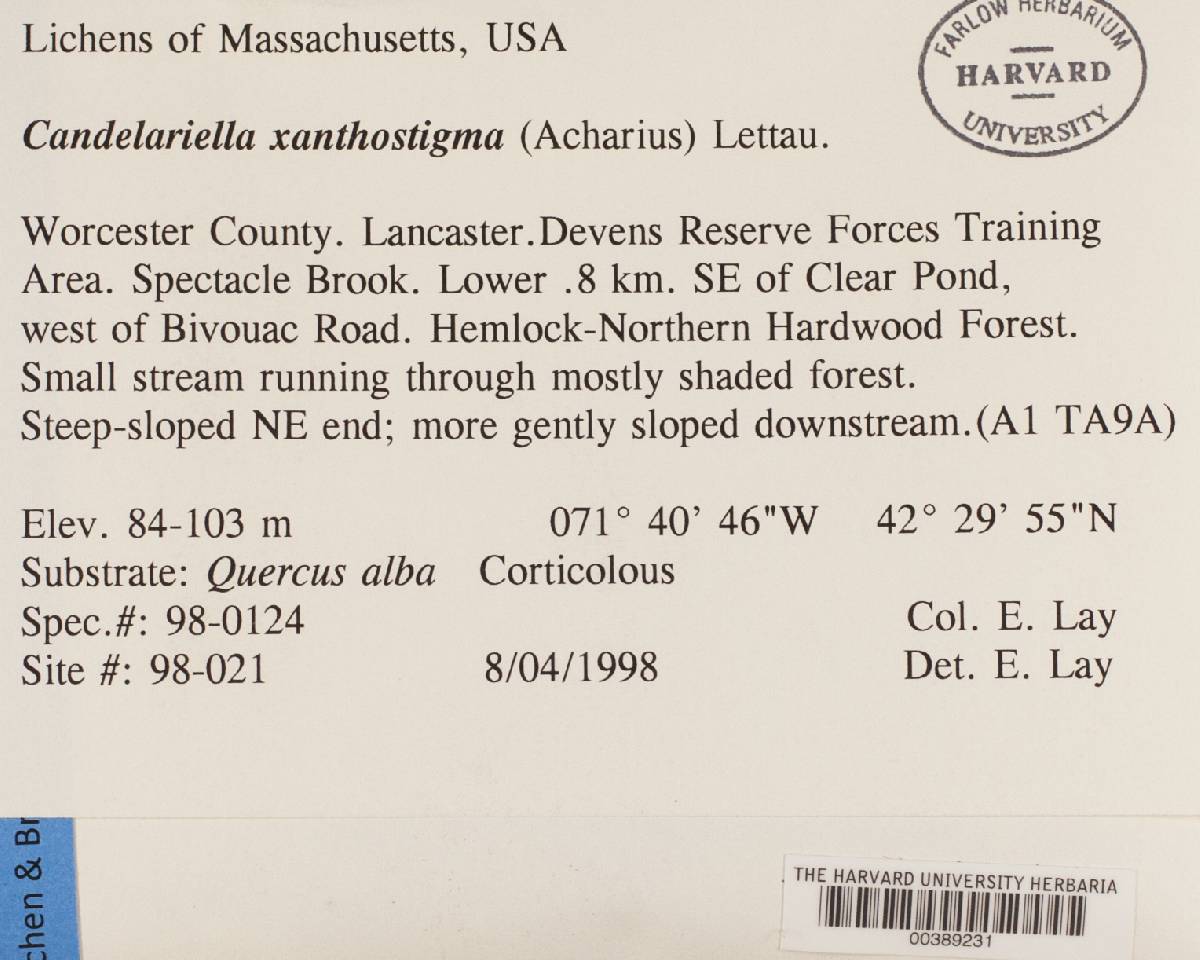 Lichens of Massachusetts, USA
FARLOW HERBARIUM
HARVARD
UNIVERSITY
Candelariella xanthostigma (Acharius) Lettau.
Worcester County. Lancaster.Devens Reserve Forces Training
Area. Spectacle Brook. Lower .8 km. SE of Clear Pond,
west of Bivouac Road. Hemlock-Northern Hardwood Forest.
Small stream running through mostly shaded forest.
Steep-sloped NE end; more gently sloped downstream.(A1 TA9A)
Elev. 84-103 m 071° 40' 46"W 42° 29' 55"N
Substrate: Quercus alba Corticolous
Spec.#: 98-0124 Col. E. Lay
Site #: 98-021 8/04/1998 Det. E. Lay
chen & Br
THE HARVARD UNIVERSITY HERBARIA
00389231